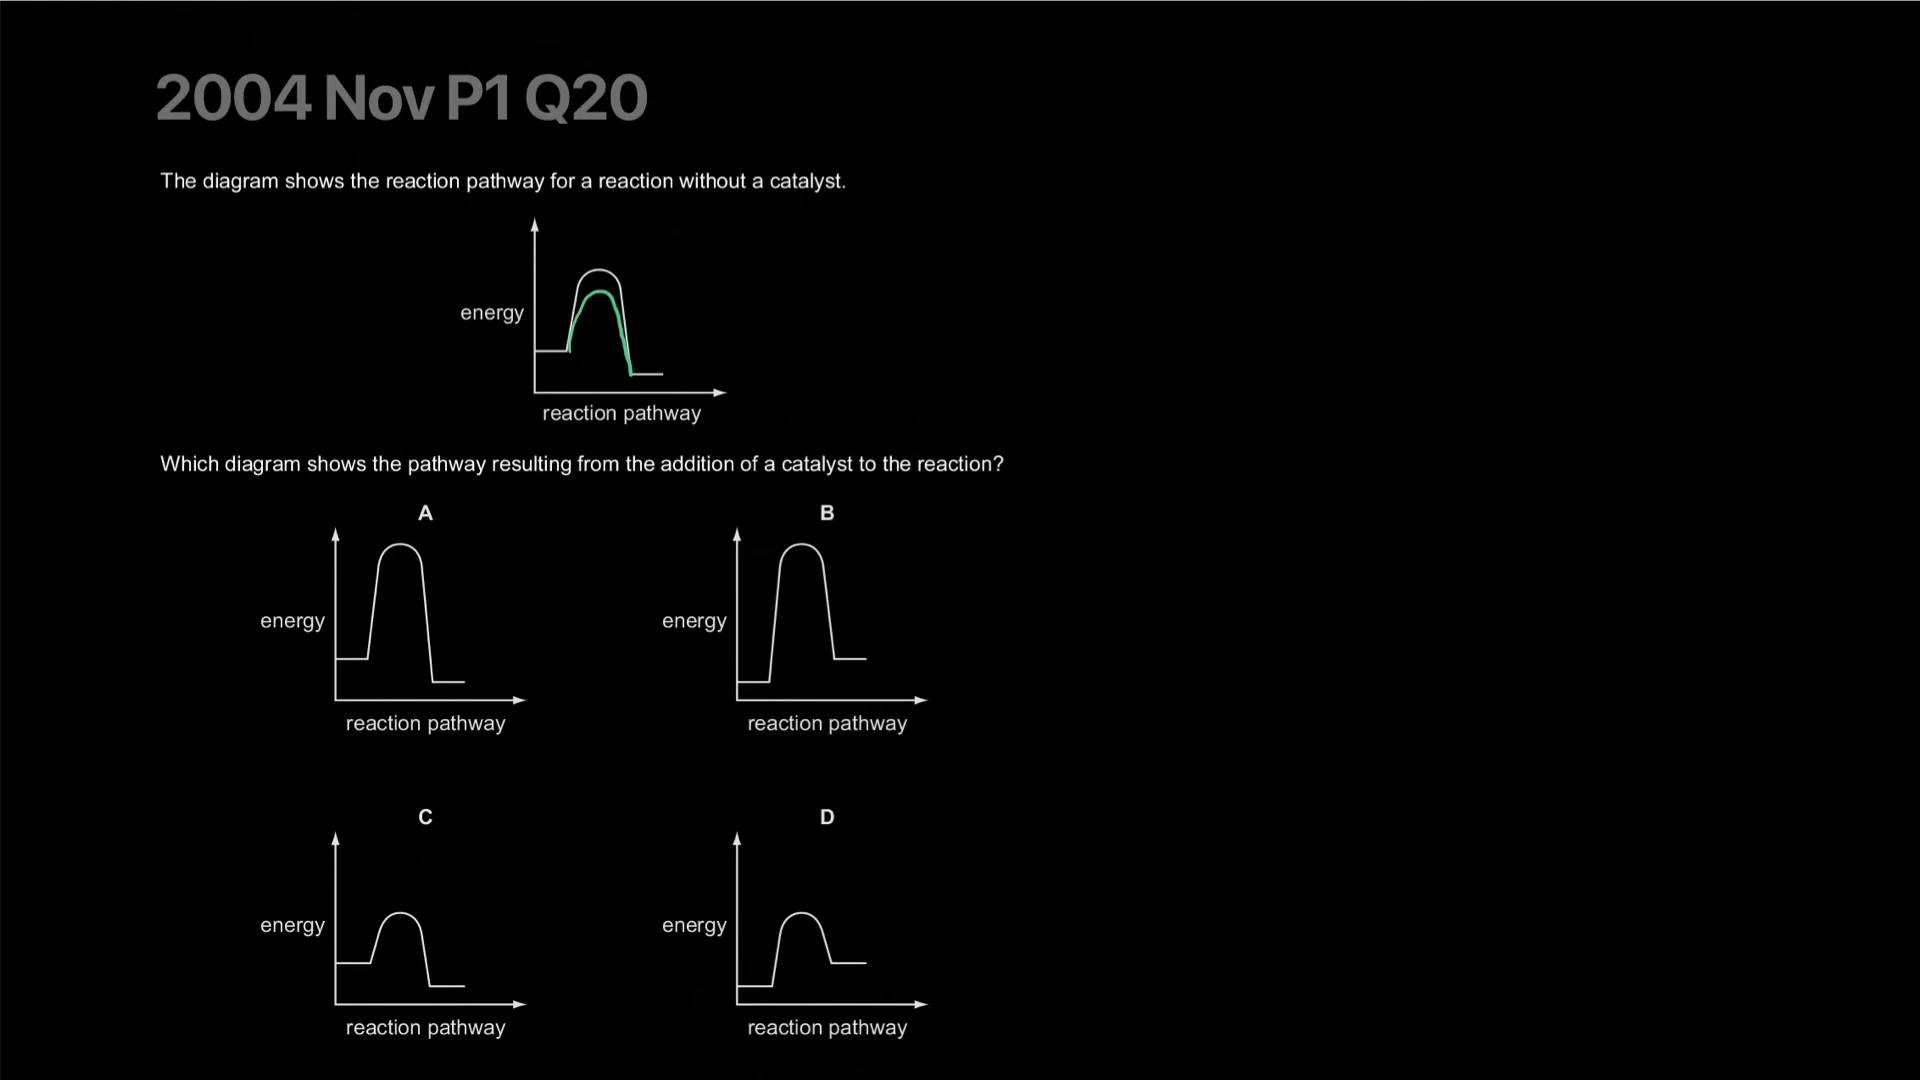 2004 Nov P1 Q20
The diagram shows the reaction pathway for a reaction without a catalyst.
energy
reaction pathway
Which diagram shows the pathway resulting from the addition of a catalyst to the reaction?
A
B
energy
energy
reaction pathway
reaction pathway
C
D
energy
energy
reaction pathway
reaction pathway